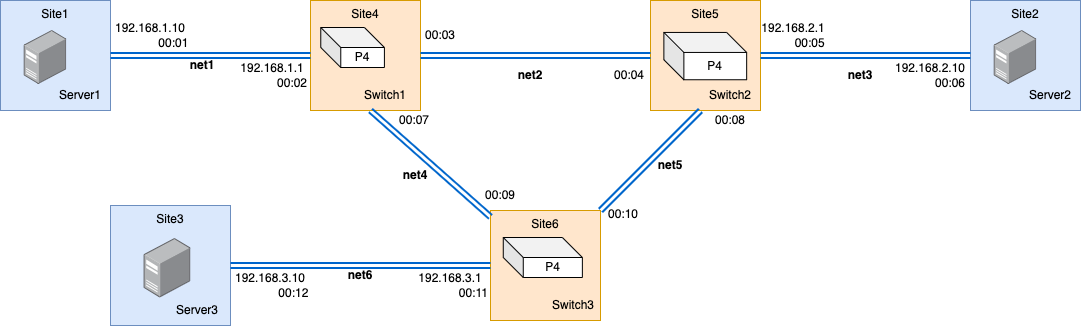 Site1
Site4
Site5
Site2
192.168.1.10
00:01
00:03
192.168.2.1
00:05
P4
P4
net1
192.168.1.1
00:02
net2
00:04
net3
192.168.2.10
00:06
Server1
Switch1
Switch2
Server2
00:07
00:08
net4
net5
00:09
00:10
Site3
Site6
P4
192.168.3.10
00:12
net6
192.168.3.1
00:11
Server3
Switch3